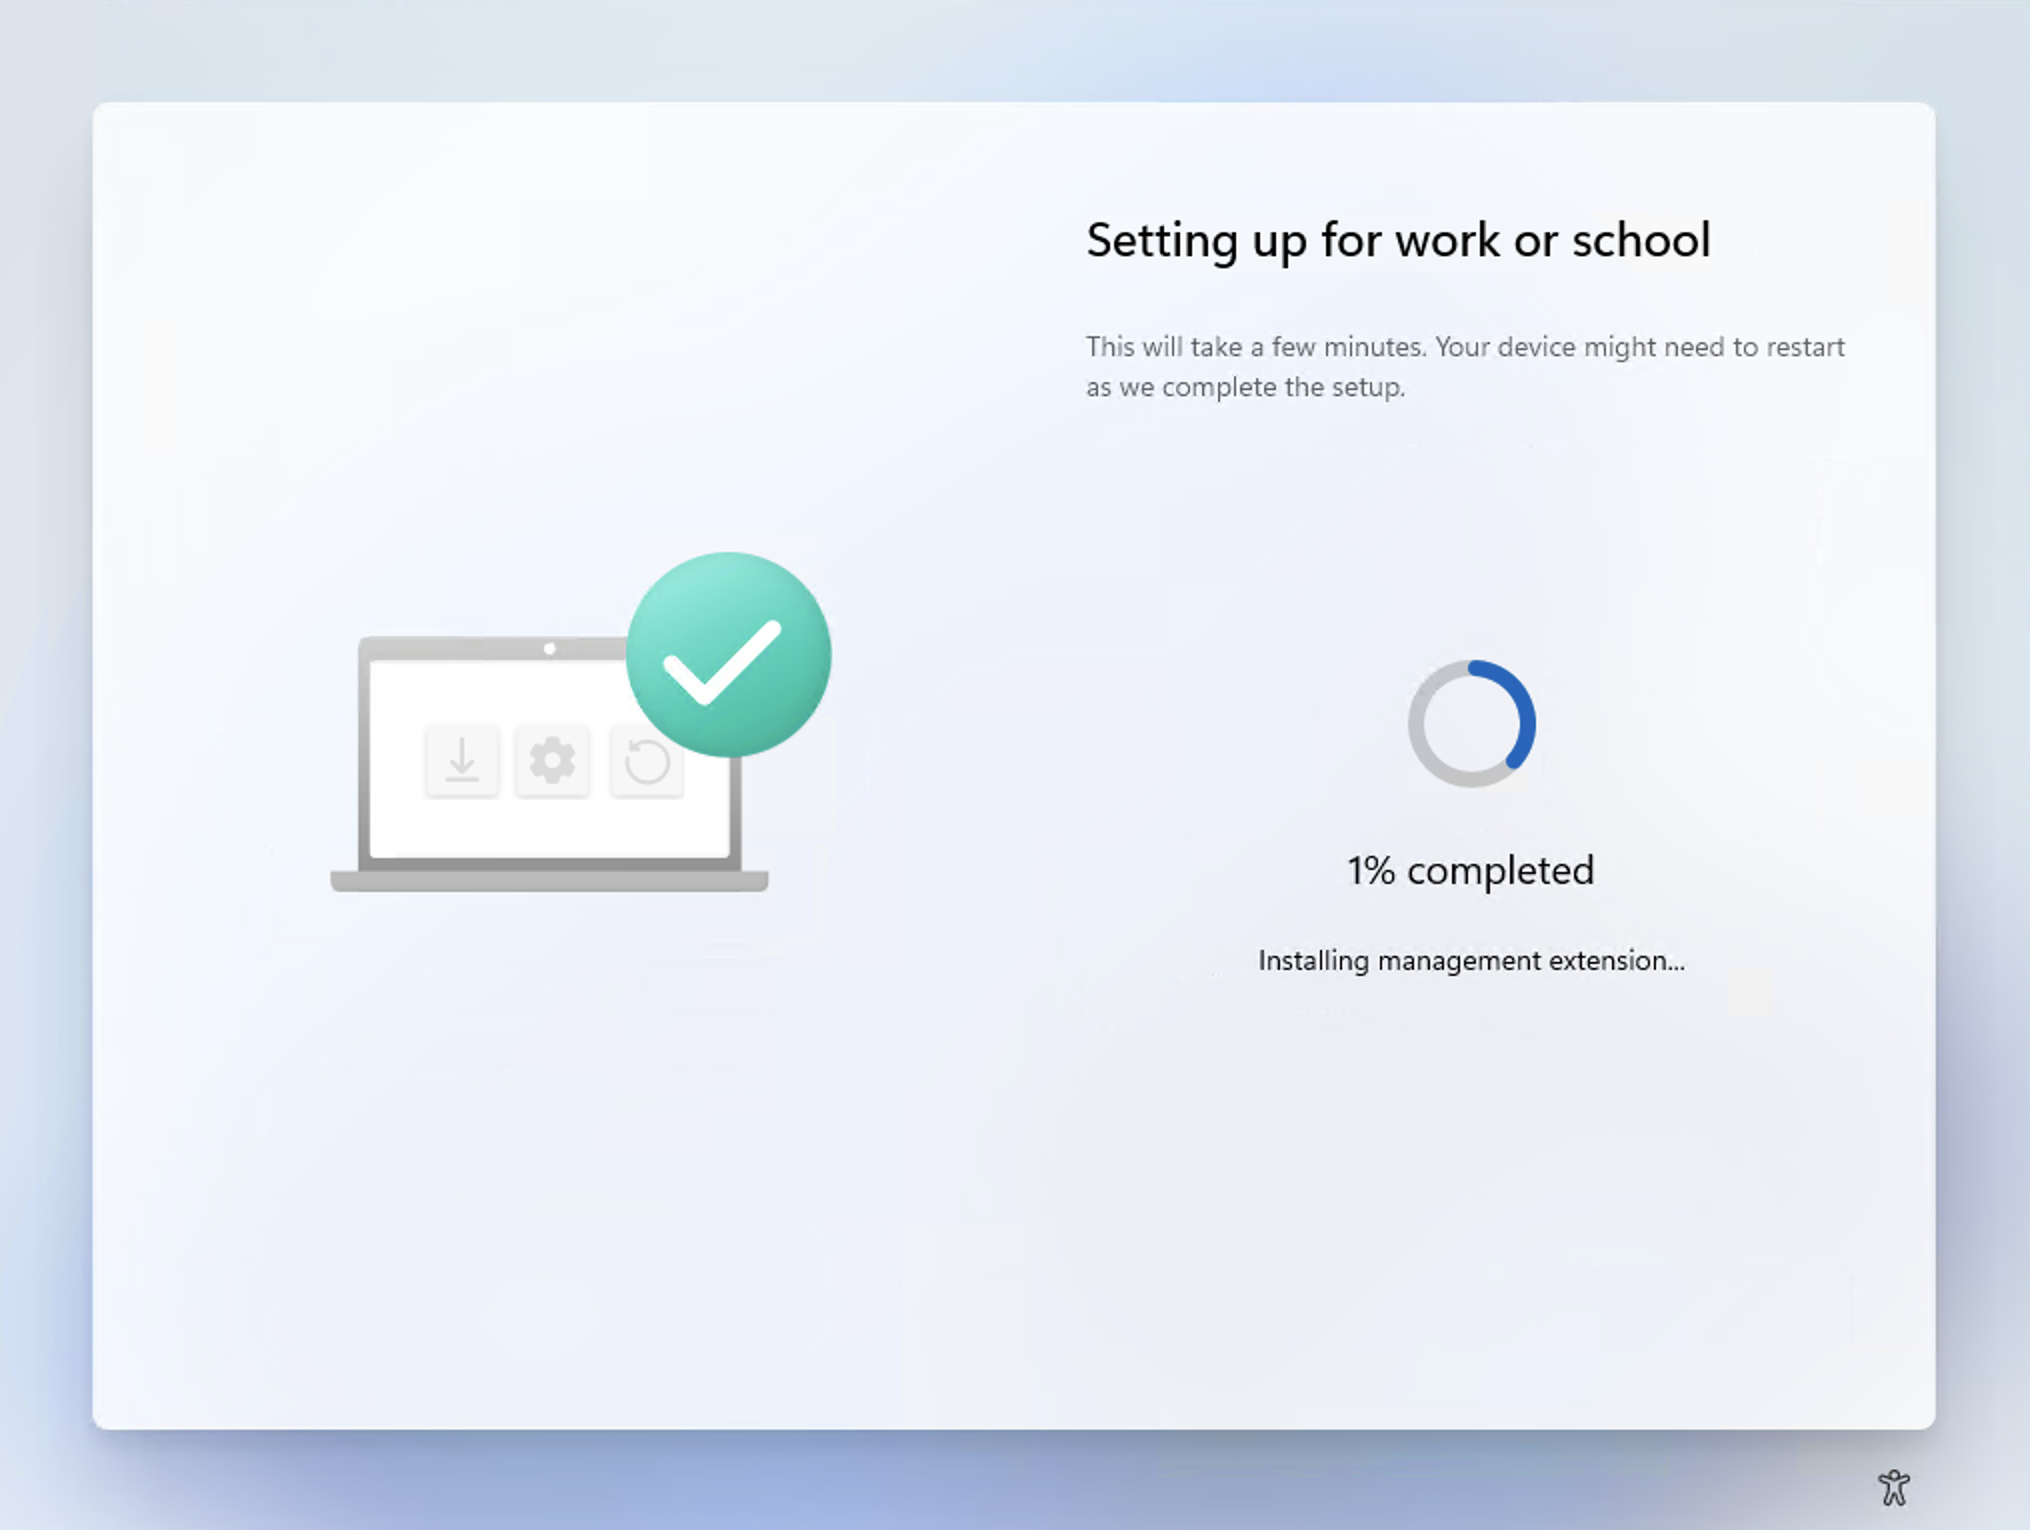 Setting up for work or school
This will take a few minutes. Your device might need to restart
as we complete the setup.
1% completed
Installing management extension...